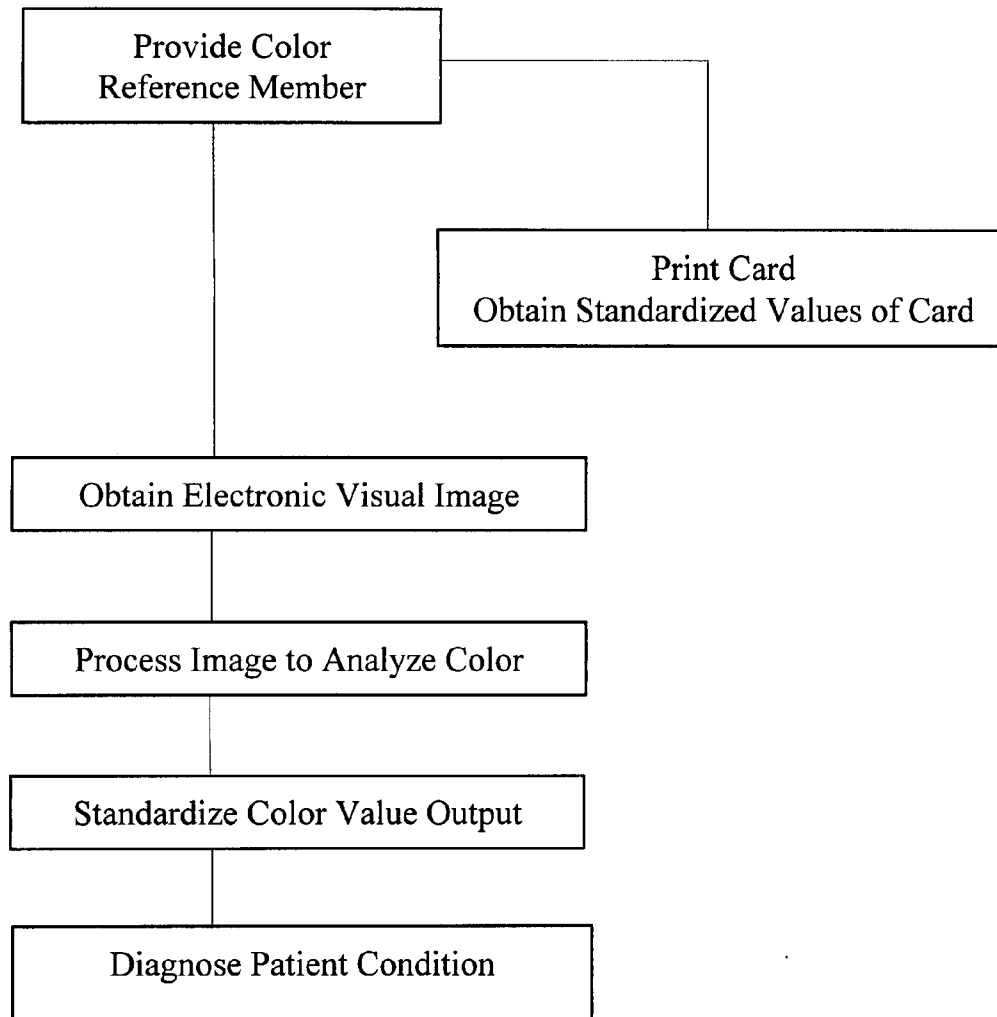 Provide Color
Reference Member
Print Card
Obtain Standardized Values of Card
Obtain Electronic Visual Image
Process Image to Analyze Color
Standardize Color Value Output
Diagnose Patient Condition